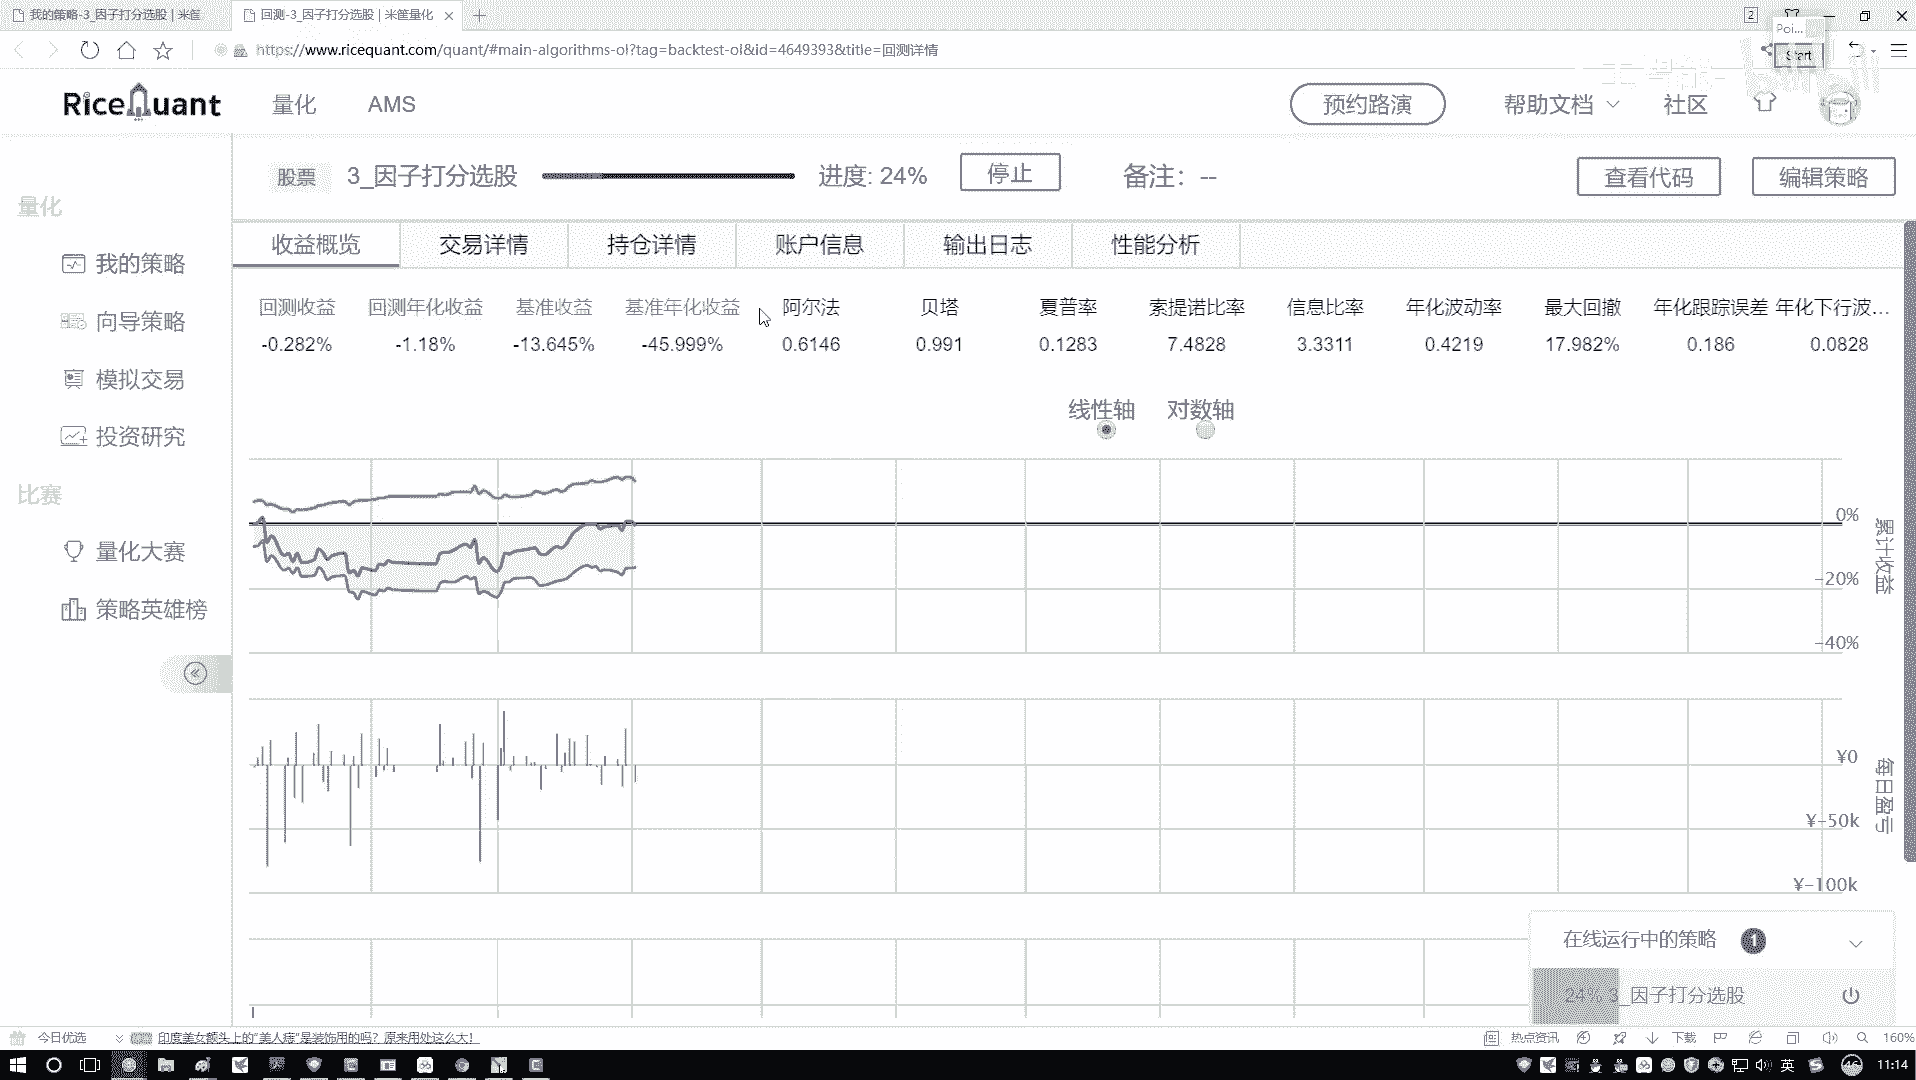 我的策略-3_因子打分选股 | 米筐
回测-3_因子打分选股 | 米筐量化
2
Poi...
Start
https://www.ricequant.com/quant/#main-algorithms-ol?tag=backtest-ol&id=4649393&title=回测详情
RiceQuant
量化
AMS
预约路演
帮助文档
社区
股票
3_因子打分选股
进度: 24%
停止
备注: --
查看代码
编辑策略
量化
我的策略
向导策略
模拟交易
投资研究
比赛
量化大赛
策略英雄榜
收益概览
交易详情
持仓详情
账户信息
输出日志
性能分析
回测收益 回测年化收益 基准收益 基准年化收益 阿尔法 贝塔 夏普率 索提诺比率 信息比率 年化波动率 最大回撤 年化跟踪误差 年化下行波...
-0.282% -1.18% -13.645% -45.999% 0.6146 0.991 0.1283 7.4828 3.3311 0.4219 17.982% 0.186 0.0828
线性轴 对数轴
0%
-20%
-40%
累计收益
¥0
¥-50k
¥-100k
每日盈亏
在线运行中的策略 1
24% 3_因子打分选股
今日优选
印度美女额头上的“美人痣”是装饰用的吗？原来用处这么大！
热点资讯
下载
160%
英
46
11:14